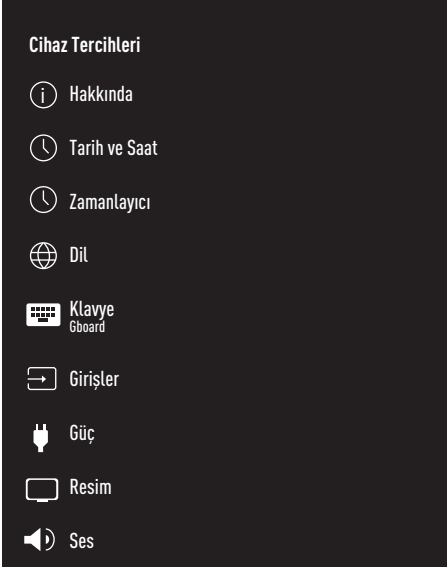 Cihaz Tercihleri
Hakkında
Tarih ve Saat
Zamanlayıcı
Dil
Klavye
Gboard
Girişler
Güç
Resim
Ses